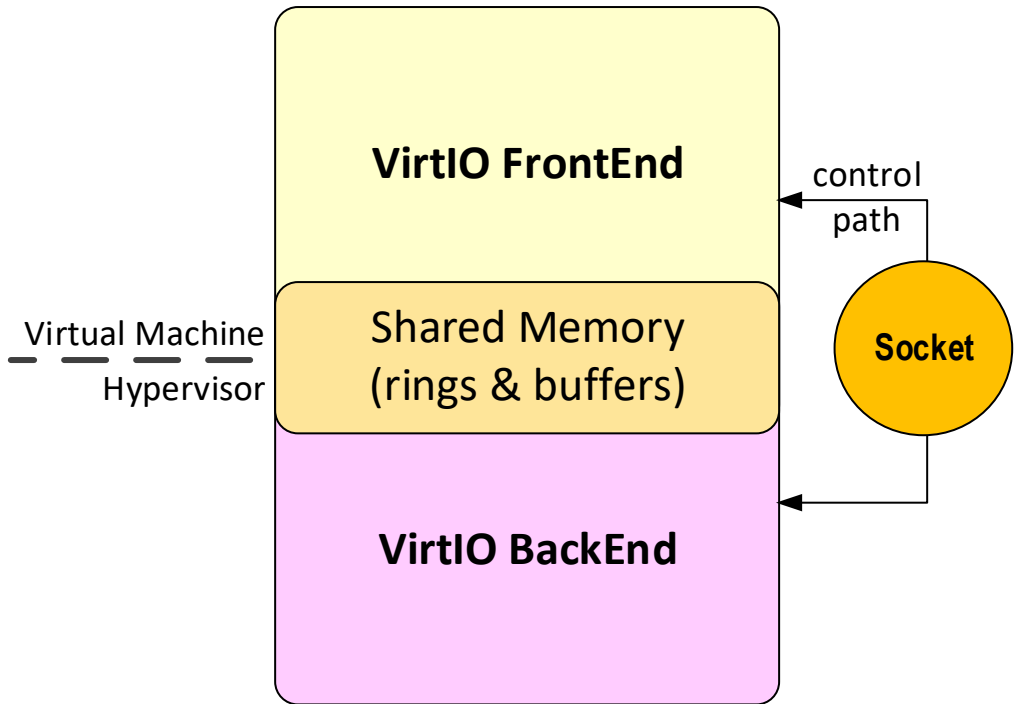 VirtIO FrontEnd
control
path
Virtual Machine
Hypervisor
Shared Memory
(rings & buffers)
Socket
VirtIO BackEnd